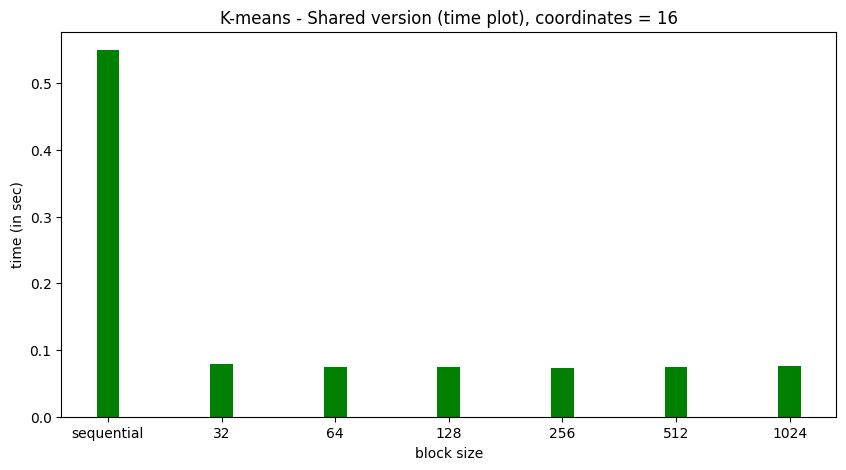 K-means - Shared version (time plot), coordinates = 16
time (in sec)
0.5
0.4
0.3
0.2
0.1
0.0
sequential 32 64 128 256 512 1024
block size